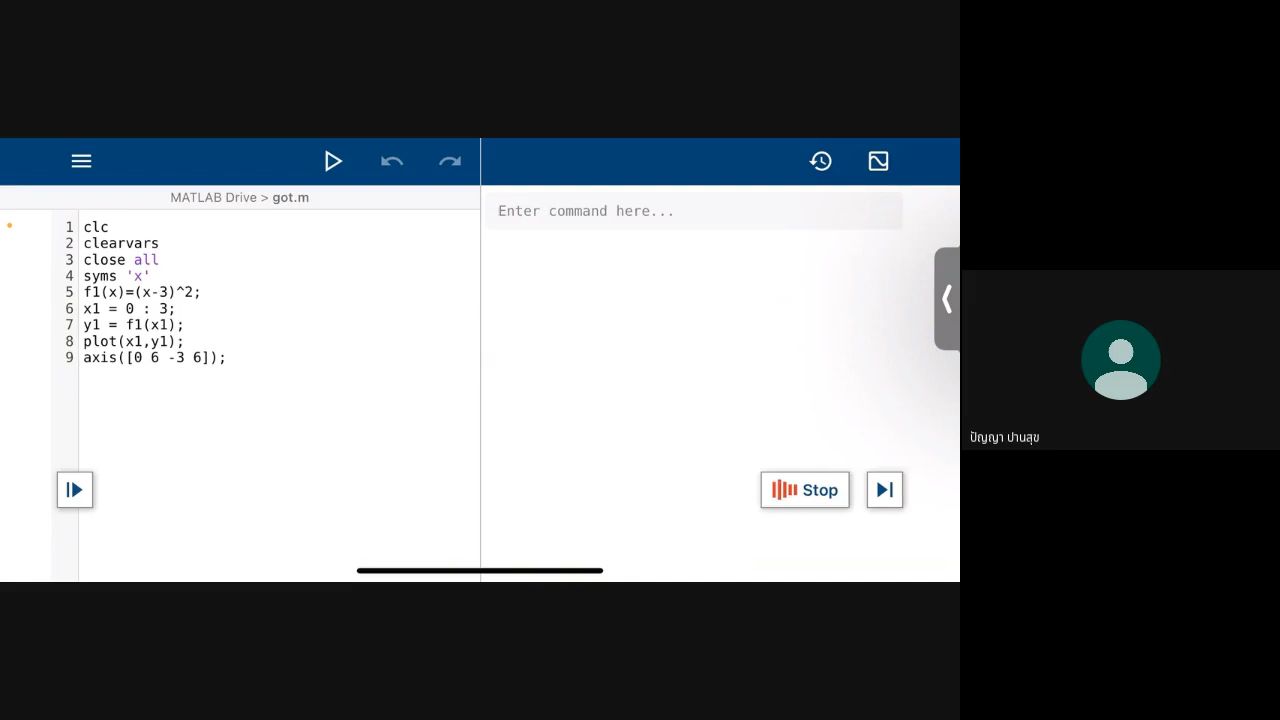 MATLAB Drive > got.m
Enter command here...
1 clc
2 clearvars
3 close all
4 syms 'x'
5 f1(x)=(x-3)^2;
6 x1 = 0 : 3;
7 y1 = f1(x1);
8 plot(x1,y1);
9 axis([0 6 -3 6]);
Stop
ปัญญา ปานสุข